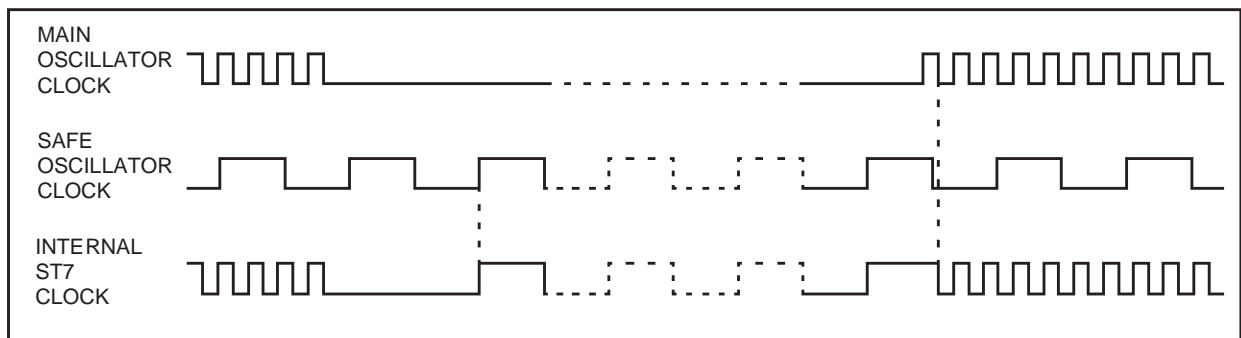 MAIN
OSCILLATOR
CLOCK
SAFE
OSCILLATOR
CLOCK
INTERNAL
ST7
CLOCK